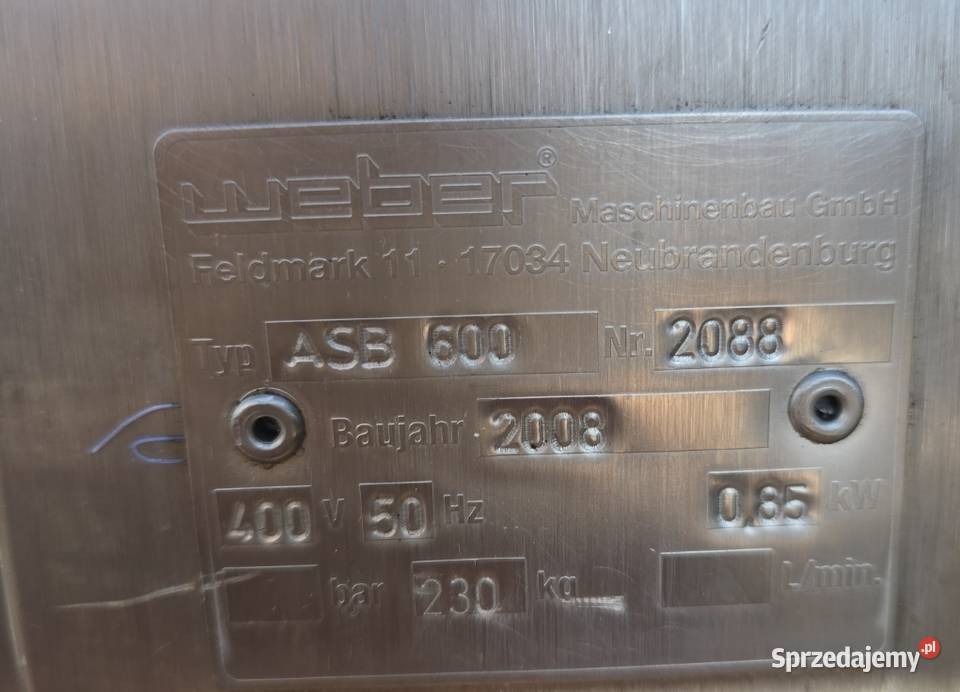 weber® Maschinenbau GmbH
Feldmark 11 · 17034 Neubrandenburg
Typ ASB 600 Nr. 2088
Baujahr 2008
400 V 50 Hz 0,85 kW
bar 230 kg L/min.
Sprzedajemy.pl